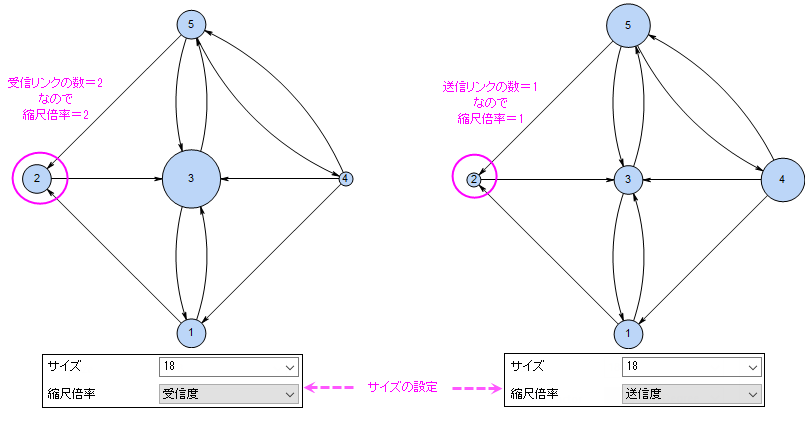 5
受信リンクの数=2
なので
縮尺倍率=2
2
3
4
1
サイズ
18
縮尺倍率
受信度
サイズの設定
5
送信リンクの数=1
なので
縮尺倍率=1
2
3
4
1
サイズ
18
縮尺倍率
送信度